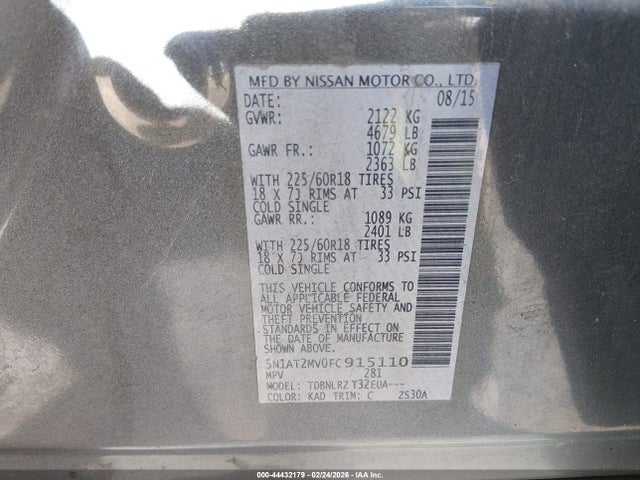 MFD BY NISSAN MOTOR CO., LTD.
DATE: 08/15
GVWR: 2122 KG
4679 LB
GAWR FR.: 1072 KG
2363 LB
WITH 225/60R18 TIRES
18 X 7J RIMS AT 33 PSI
COLD SINGLE
GAWR RR.: 1089 KG
2401 LB
WITH 225/60R18 TIRES
18 X 7J RIMS AT 33 PSI
COLD SINGLE
THIS VEHICLE CONFORMS TO
ALL APPLICABLE FEDERAL
MOTOR VEHICLE SAFETY AND
THEFT PREVENTION
STANDARDS IN EFFECT ON
THE DATE OF MANUFACTURE
SHOWN ABOVE.
5N1AT2MV0FC915110
MPV 281
MODEL: TDBNLRZ T32EUA---
COLOR: KAD TRIM: C ZS30A
000-44432179 - 02/24/2026 - IAA Inc.